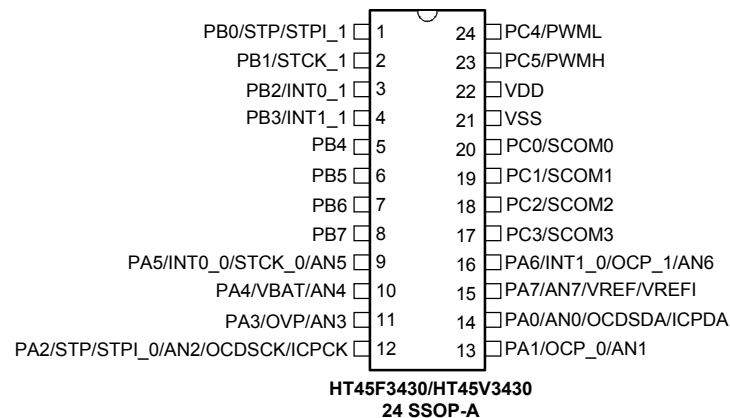 PB0/STP/STPI_1 1 24 PC4/PWML
PB1/STCK_1 2 23 PC5/PWMH
PB2/INT0_1 3 22 VDD
PB3/INT1_1 4 21 VSS
PB4 5 20 PC0/SCOM0
PB5 6 19 PC1/SCOM1
PB6 7 18 PC2/SCOM2
PB7 8 17 PC3/SCOM3
PA5/INT0_0/STCK_0/AN5 9 16 PA6/INT1_0/OCP_1/AN6
PA4/VBAT/AN4 10 15 PA7/AN7/VREF/VREFI
PA3/OVP/AN3 11 14 PA0/AN0/OCDSDA/ICPDA
PA2/STP/STPI_0/AN2/OCDSCK/ICPCK 12 13 PA1/OCP_0/AN1
HT45F3430/HT45V3430
24 SSOP-A